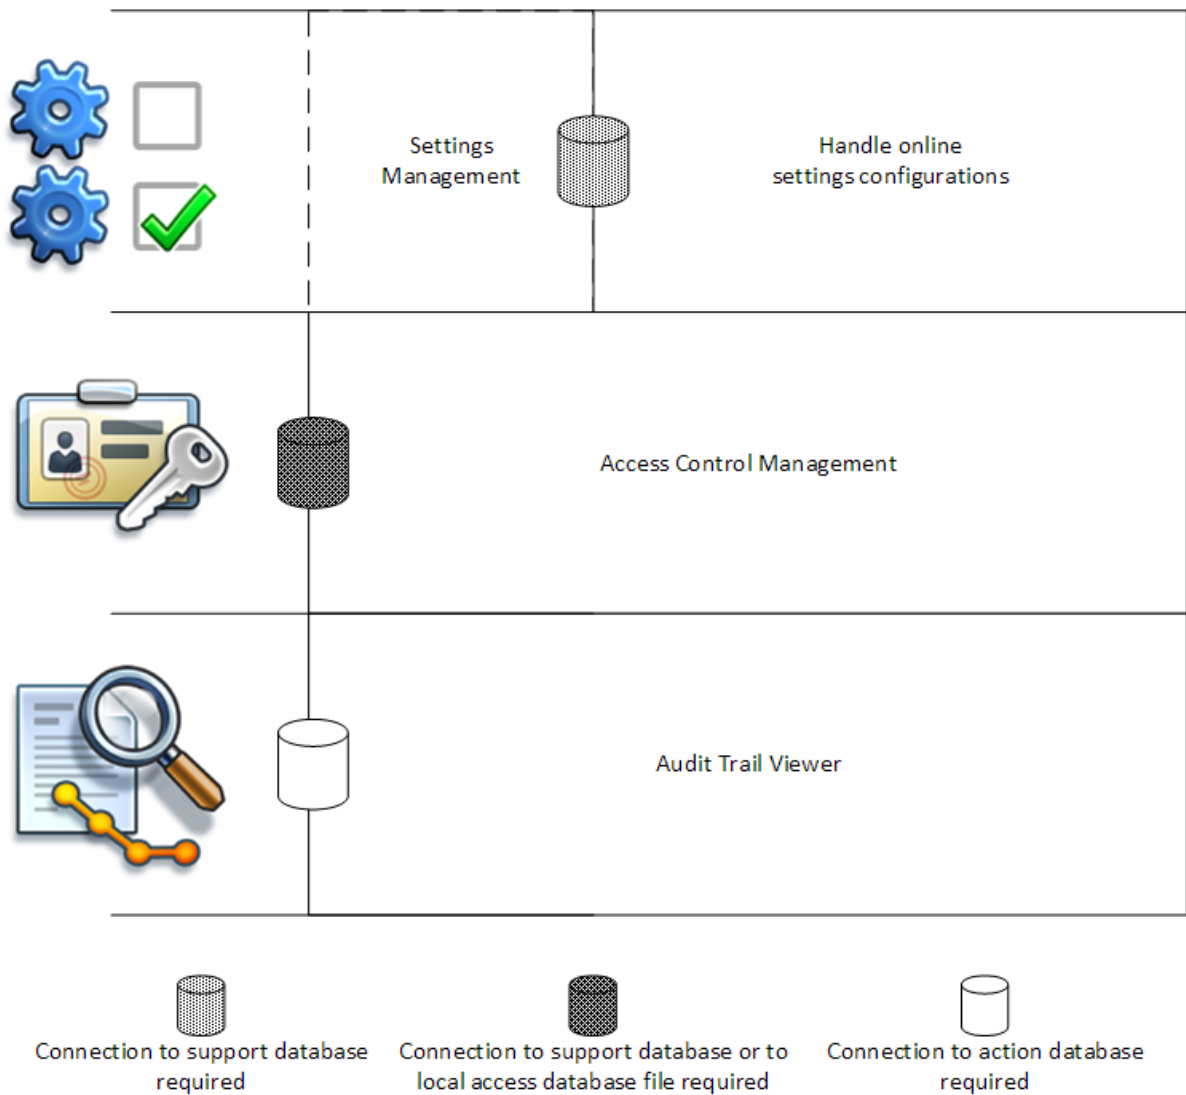 Settings
Management
Handle online
settings configurations
Access Control Management
Audit Trail Viewer
Connection to support database
required
Connection to support database or to
local access database file required
Connection to action database
required